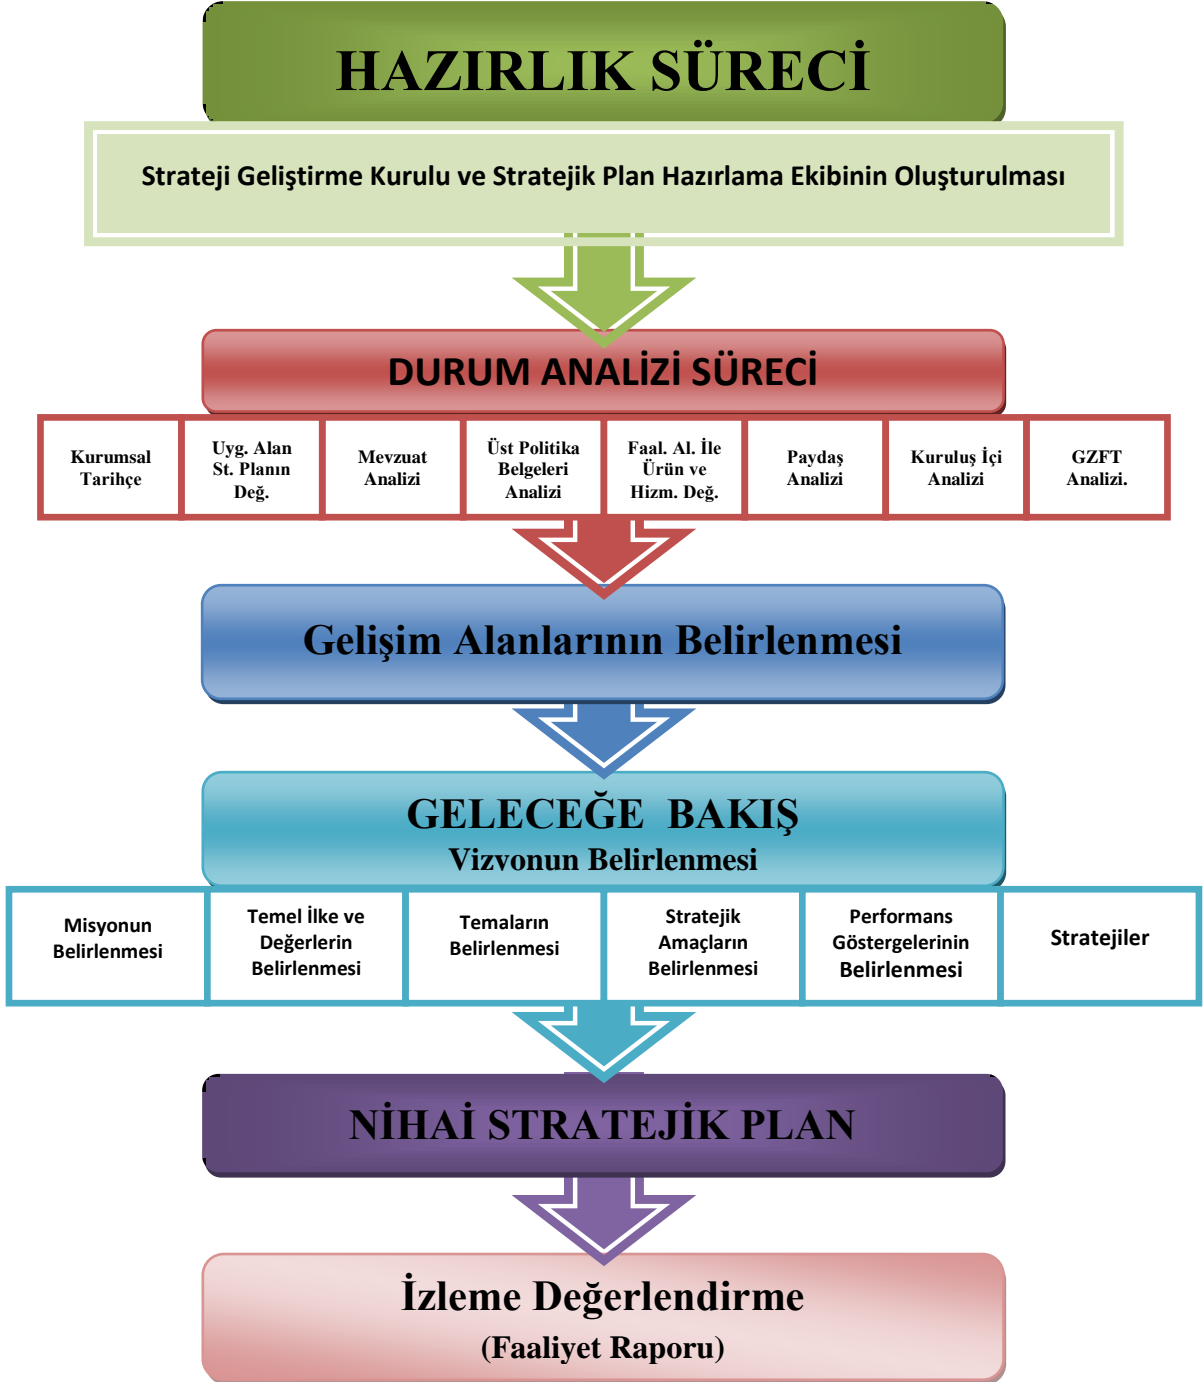 HAZIRLIK SÜRECİ
Strateji Geliştirme Kurulu ve Stratejik Plan Hazırlama Ekibinin Oluşturulması
DURUM ANALİZİ SÜRECİ
Kurumsal
Tarihçe
Uyg. Alan
St. Planın
Değ.
Mevzuat
Analizi
Üst Politika
Belgeleri
Analizi
Faal. Al. İle
Ürün ve
Hizm. Değ.
Paydaş
Analizi
Kuruluş İçi
Analizi
GZFT
Analizi.
Gelişim Alanlarının Belirlenmesi
GELECEĞE BAKIŞ
Vizvonun Belirlenmesi
Misyonun
Belirlenmesi
Temel İlke ve
Değerlerin
Belirlenmesi
Temaların
Belirlenmesi
Stratejik
Amaçların
Belirlenmesi
Performans
Göstergelerinin
Belirlenmesi
Stratejiler
NİHAİ STRATEJİK PLAN
İzleme Değerlendirme
(Faaliyet Raporu)